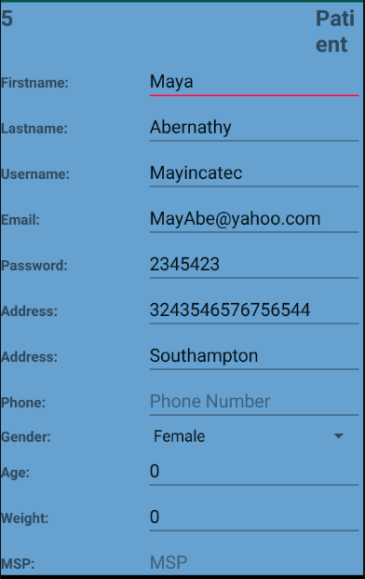 5
Pati
ent
Firstname: Maya
Lastname: Abernathy
Username: Mayincatec
Email: MayAbe@yahoo.com
Password: 2345423
Address: 3243546576756544
Address: Southampton
Phone: Phone Number
Gender: Female
Age: 0
Weight: 0
MSP: MSP